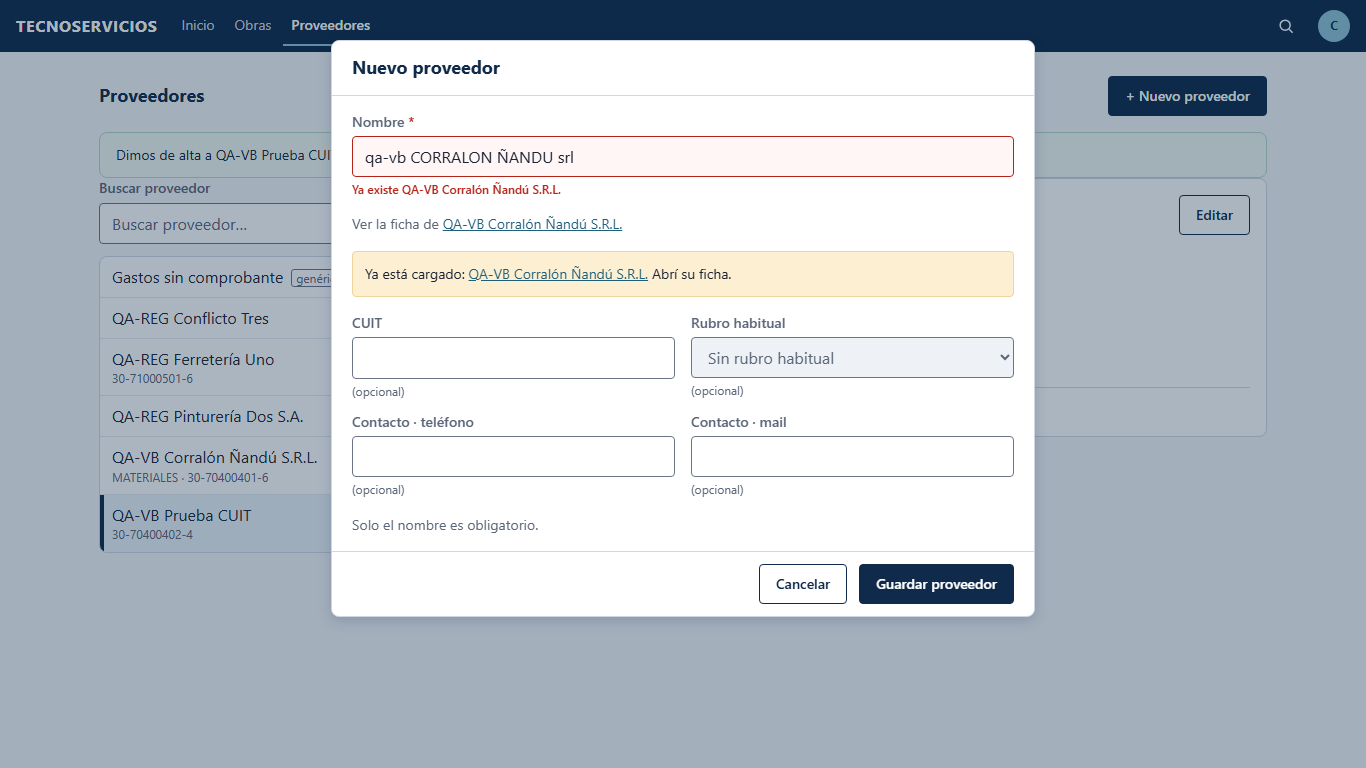 TECNOSERVICIOS Inicio Obras Proveedores C
Proveedores
+ Nuevo proveedor
Dimos de alta a QA-VB Prueba CUI
Buscar proveedor
Buscar proveedor...
Editar
Gastos sin comprobante
QA-REG Conflicto Tres
QA-REG Ferretería Uno
30-71000501-6
QA-REG Pinturería Dos S.A.
QA-VB Corralón Ñandú S.R.L.
MATERIALES · 30-70400401-6
QA-VB Prueba CUIT
30-70400402-4
Nuevo proveedor
Nombre *
qa-vb CORRALON ÑANDU srl
Ya existe QA-VB Corralón Ñandú S.R.L.
Ver la ficha de QA-VB Corralón Ñandú S.R.L.
Ya está cargado: QA-VB Corralón Ñandú S.R.L. Abrí su ficha.
CUIT
Rubro habitual
Sin rubro habitual
(opcional)
(opcional)
Contacto · teléfono
Contacto · mail
(opcional)
(opcional)
Solo el nombre es obligatorio.
Cancelar
Guardar proveedor